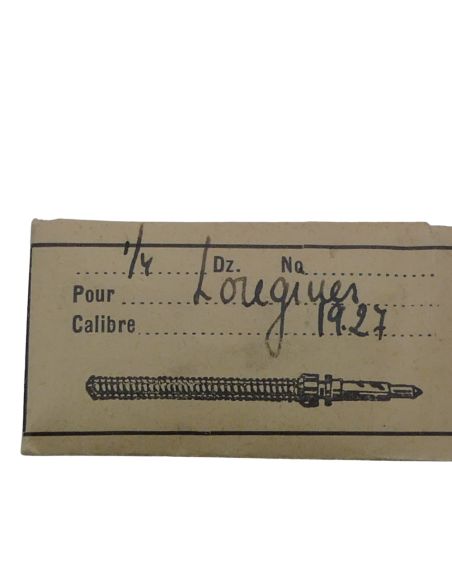 1/4 Dz. No
Pour Longines
Calibre 19.27